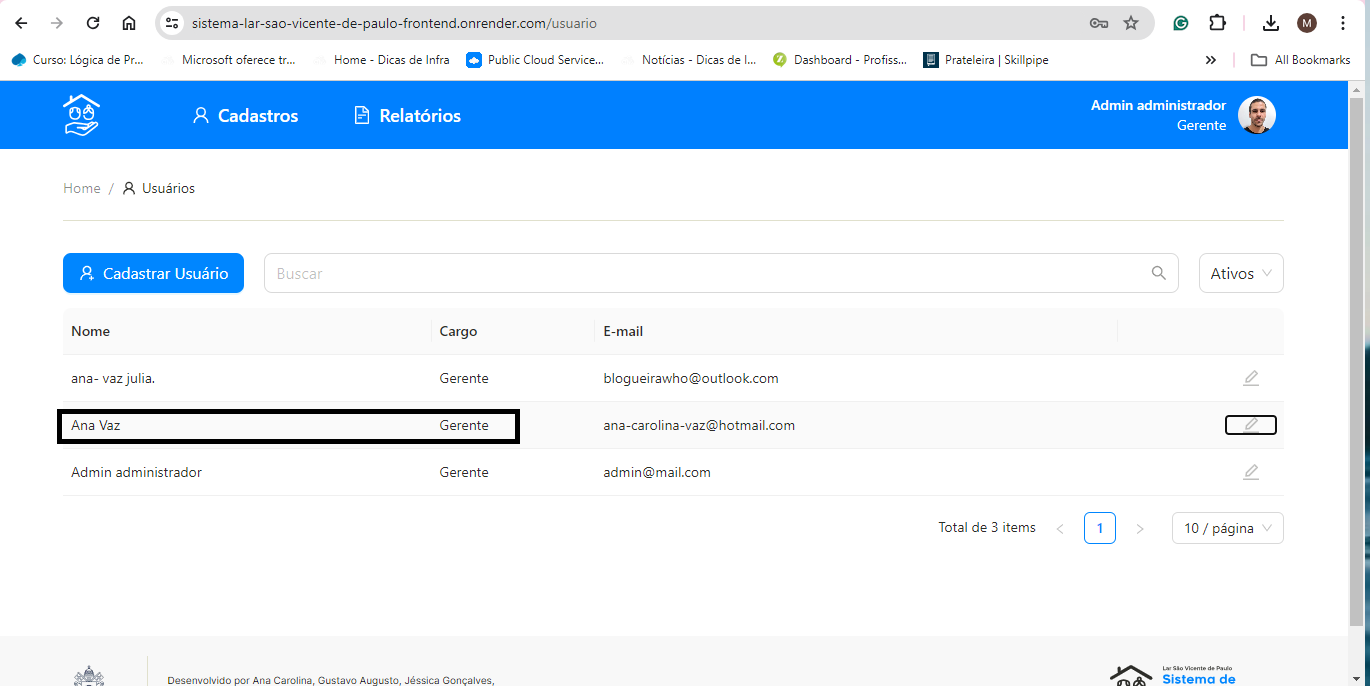 sistema-lar-sao-vicente-de-paulo-frontend.onrender.com/usuario
M
Curso: Lógica de Pr... Microsoft oferece tr... Home - Dicas de Infra Public Cloud Service... Notícias - Dicas de I... Dashboard - Profiss... Prateleira | Skillpipe » All Bookmarks
Cadastros Relatórios Admin administrador
Gerente
Home / Usuários
Cadastrar Usuário Buscar Ativos
Nome Cargo E-mail
ana- vaz julia. Gerente blogueirawho@outlook.com
Ana Vaz Gerente ana-carolina-vaz@hotmail.com
Admin administrador Gerente admin@mail.com
Total de 3 items < 1 > 10 / página
Lar São Vicente de Paulo
Desenvolvido por Ana Carolina, Gustavo Augusto, Jéssica Gonçalves, Sistema de